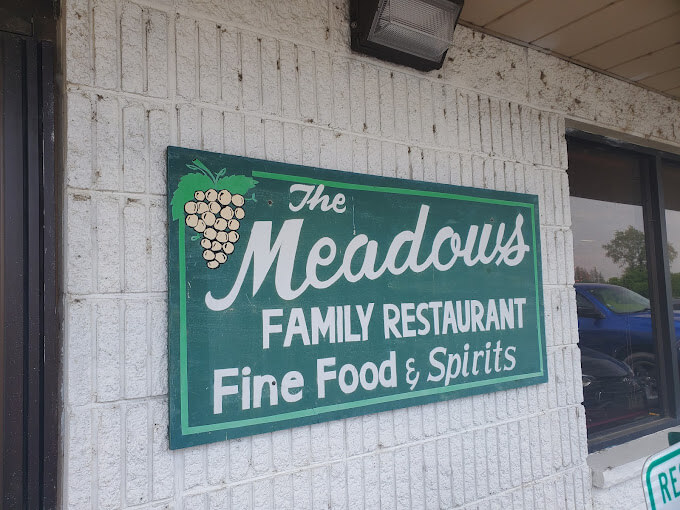 The
Meadows
FAMILY RESTAURANT
Fine Food & Spirits